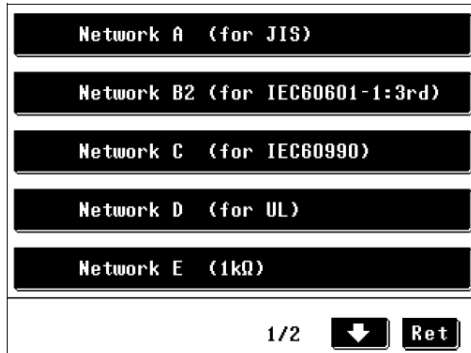 Network A (for JIS)
Network B2 (for IEC60601-1:3rd)
Network C (for IEC60990)
Network D (for UL)
Network E (1kΩ)
1/2 Ret